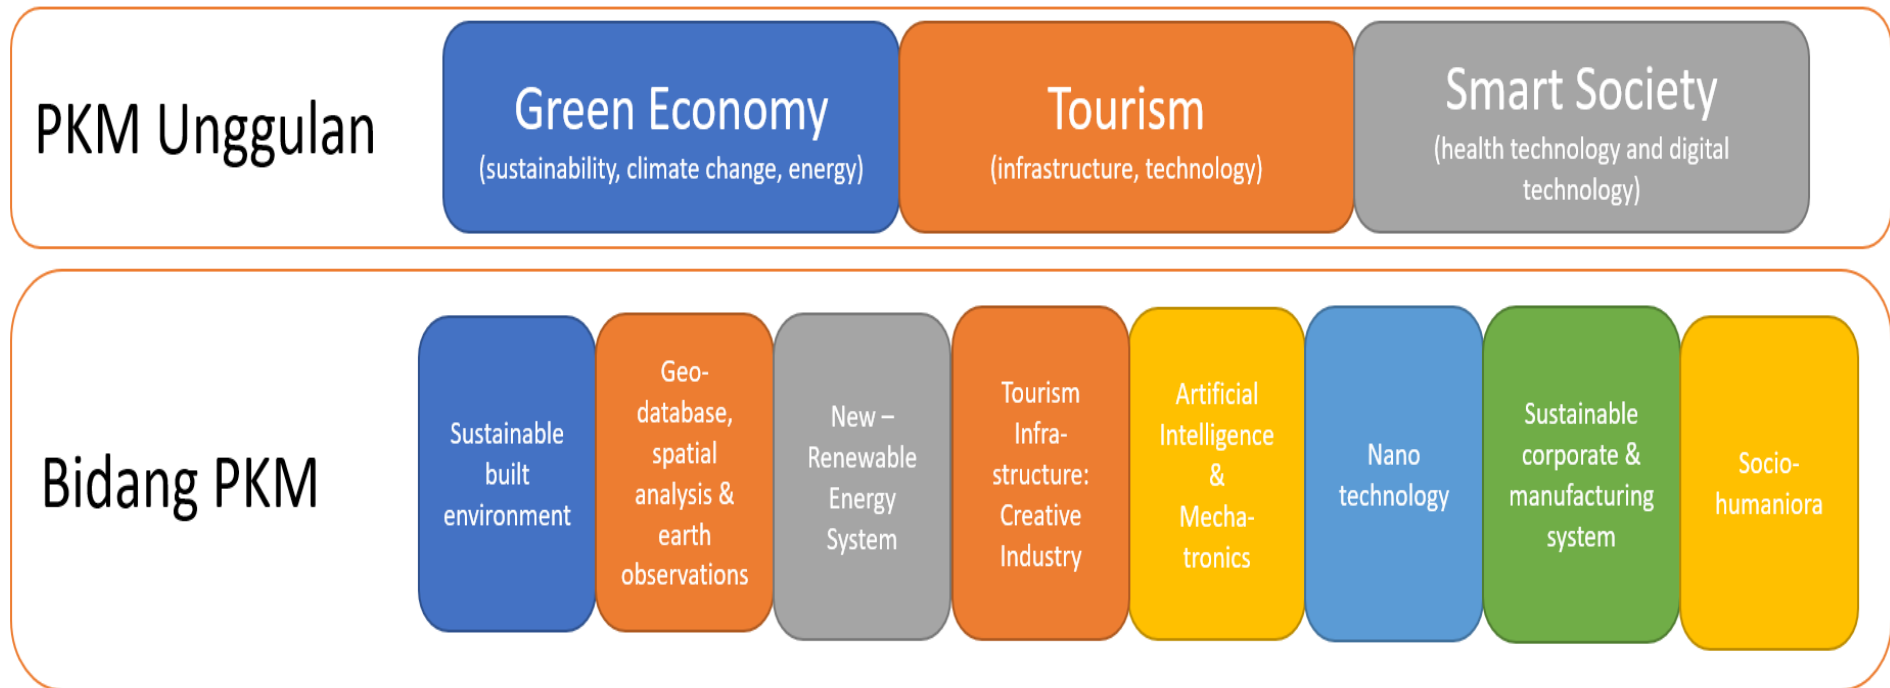 PKM Unggulan
Green Economy
(sustainability, climate change, energy)
Tourism
(infrastructure, technology)
Smart Society
(health technology and digital
technology)
Bidang PKM
Sustainable
built
environment
Geo-
database,
spatial
analysis &
earth
observations
New –
Renewable
Energy
System
Tourism
Infra-
structure:
Creative
Industry
Artificial
Intelligence
&
Mecha-
tronics
Nano
technology
Sustainable
corporate &
manufacturing
system
Socio-
humaniora